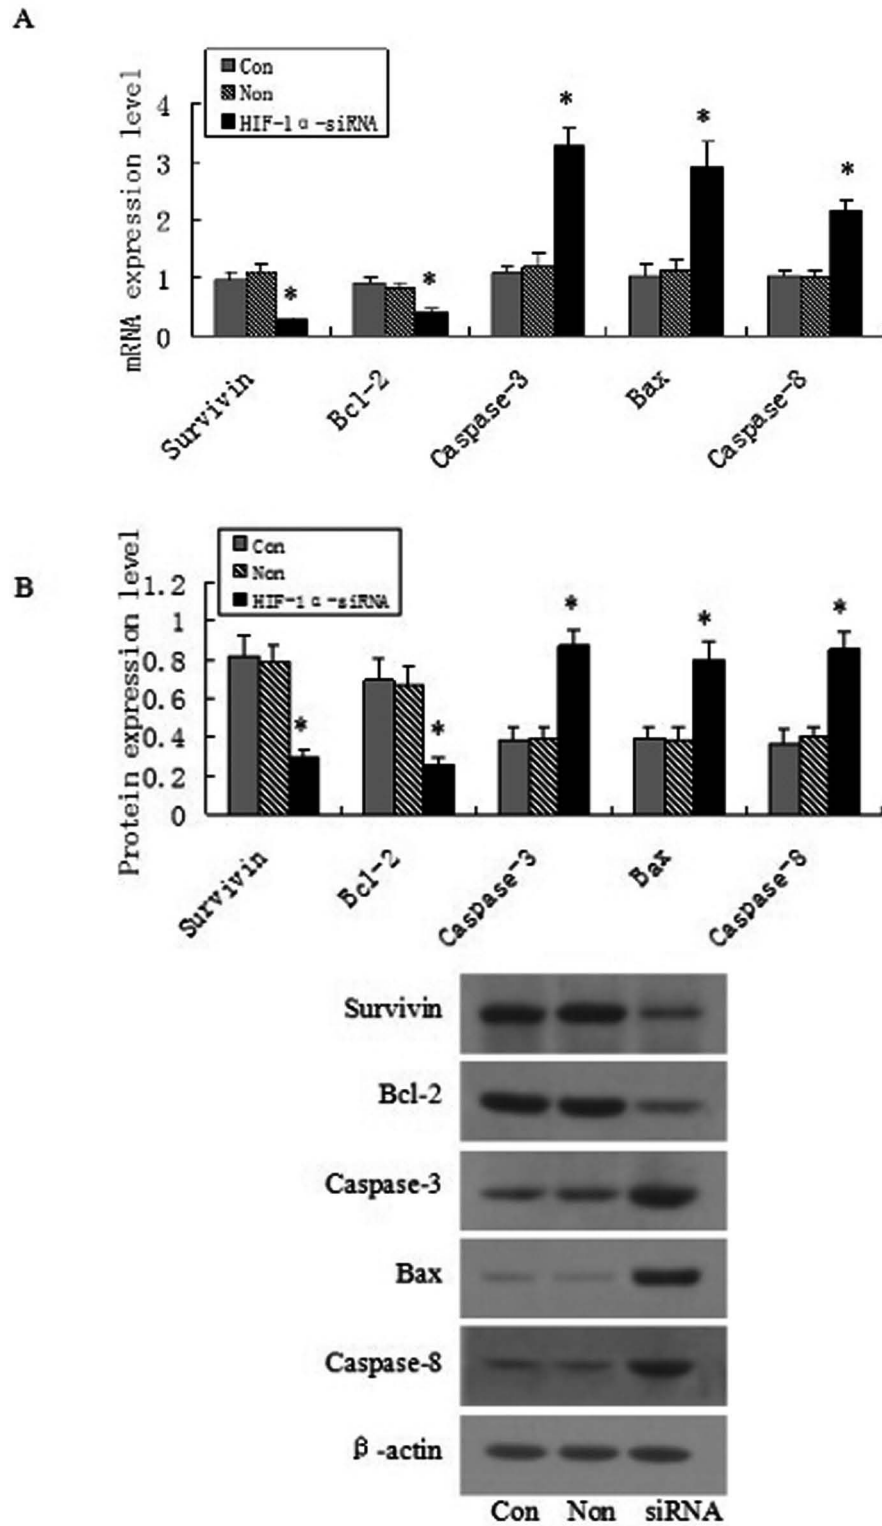 A
Con
Non
HIF-1α-siRNA
mRNA expression level
4
3
2
1
0
* * * * *
Survivin Bcl-2 Caspase-3 Bax Caspase-8
B
Con
Non
HIF-1α-siRNA
Protein expression level
1.2
1
0.8
0.6
0.4
0.2
0
* * * * *
Survivin Bcl-2 Caspase-3 Bax Caspase-8
Survivin
Bcl-2
Caspase-3
Bax
Caspase-8
β-actin
Con Non siRNA